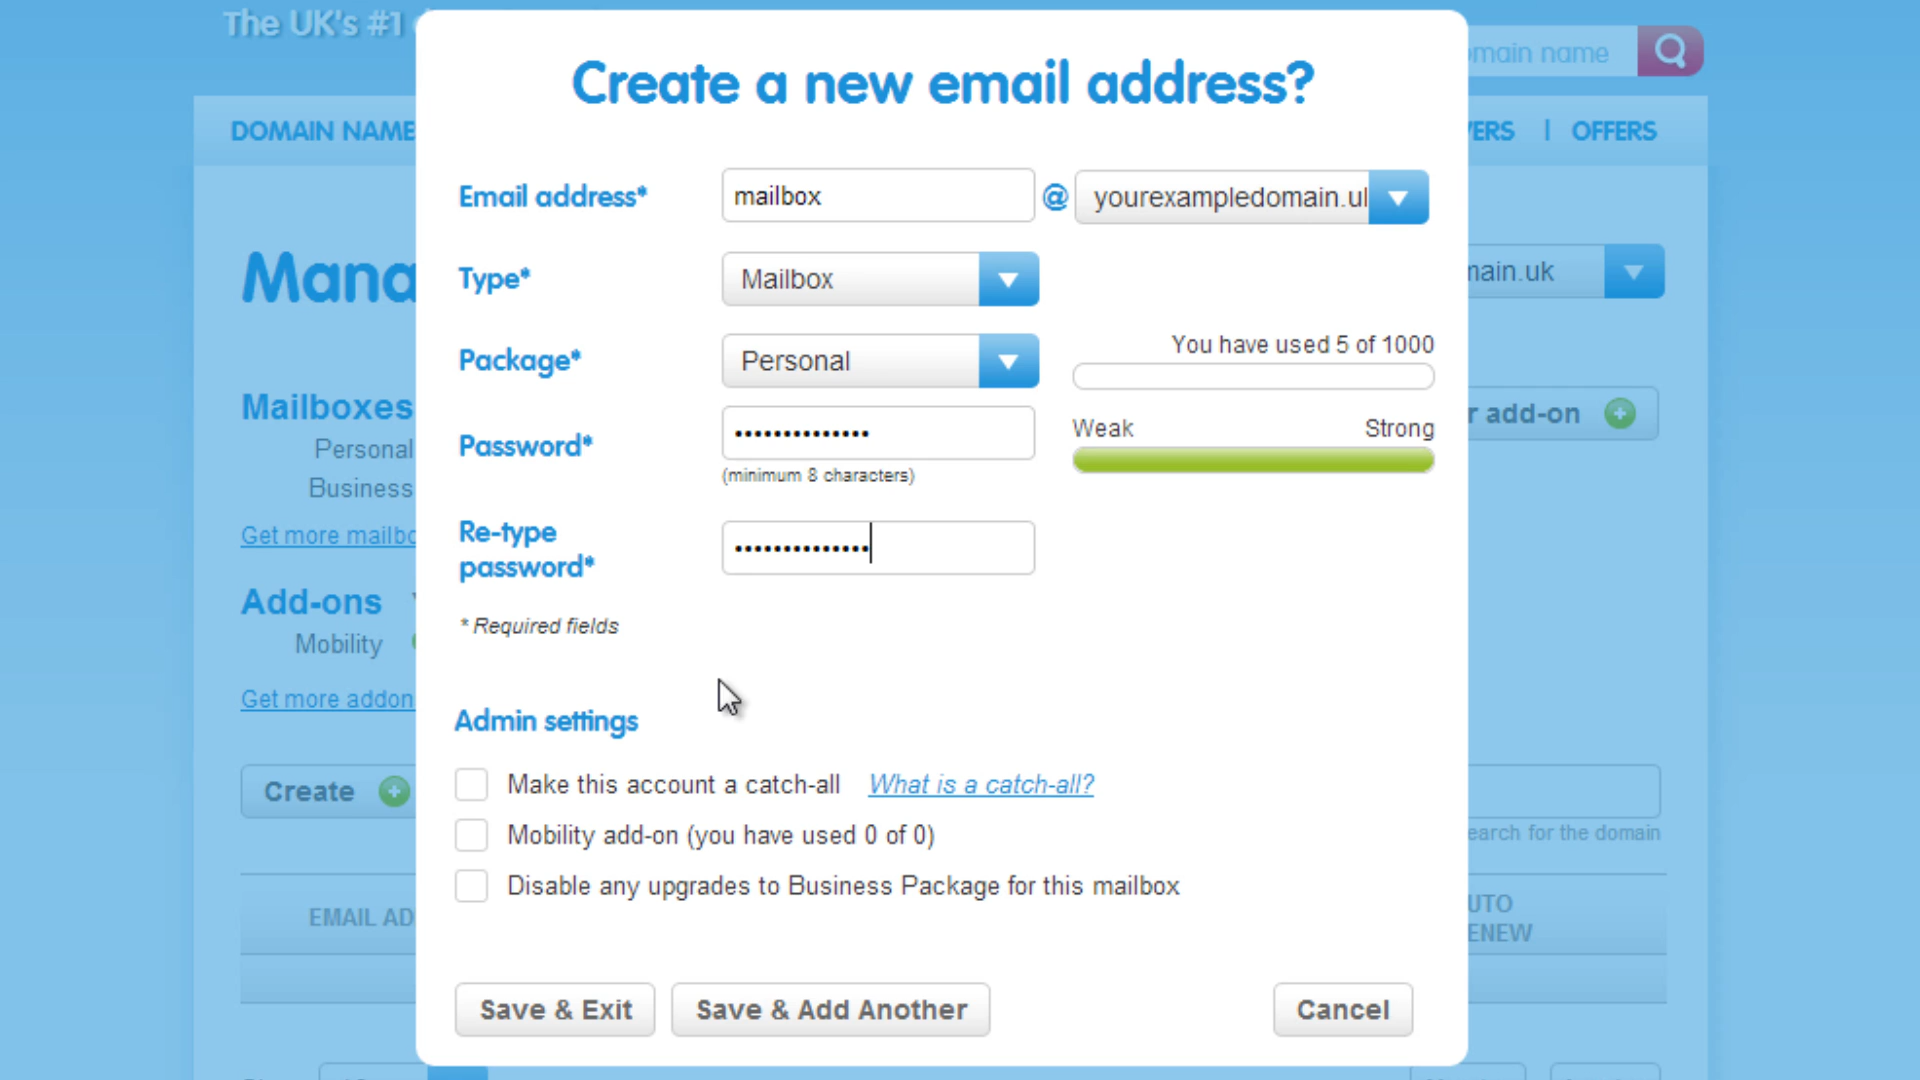 The UK's #1
Create a new email address?
main name
DOMAIN NAME
VERS | OFFERS
Email address* mailbox @ yourexampledomain.ul
Mana
main.uk
Type* Mailbox
You have used 5 of 1000
Package* Personal
Mailboxes
r add-on
Personal
Weak Strong
Password* ••••••••••••••
(minimum 8 characters)
Business
Get more mailbo
Re-type
password* ••••••••••••••
Add-ons
* Required fields
Mobility
Get more addon
Admin settings
Create
Make this account a catch-all What is a catch-all?
Mobility add-on (you have used 0 of 0)
earch for the domain
Disable any upgrades to Business Package for this mailbox
EMAIL AD
UTO
ENEW
Save & Exit Save & Add Another Cancel